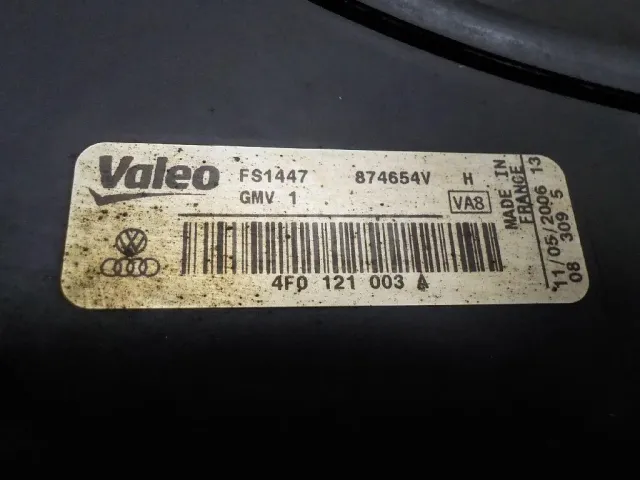 Valeo
FS1447 874654V H
GMV 1 VA8
4F0 121 003 A
MADE IN
FRANCE
11/05/2006 13
08 309 5